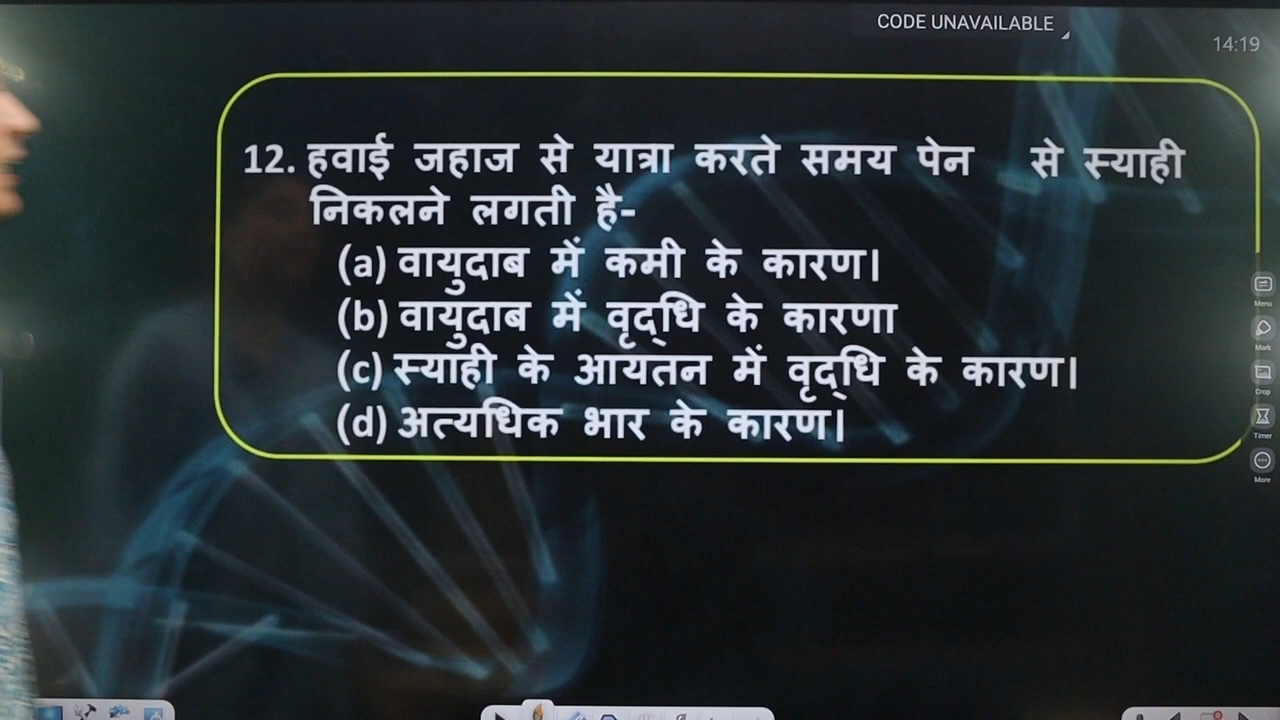 CODE UNAVAILABLE
14:19
12. हवाई जहाज से यात्रा करते समय पेन से स्याही
निकलने लगती है-
(a) वायुदाब में कमी के कारण।
(b) वायुदाब में वृद्धि के कारणा
(c) स्याही के आयतन में वृद्धि के कारण।
(d) अत्यधिक भार के कारण।
Menu
Mark
Crop
Timer
More